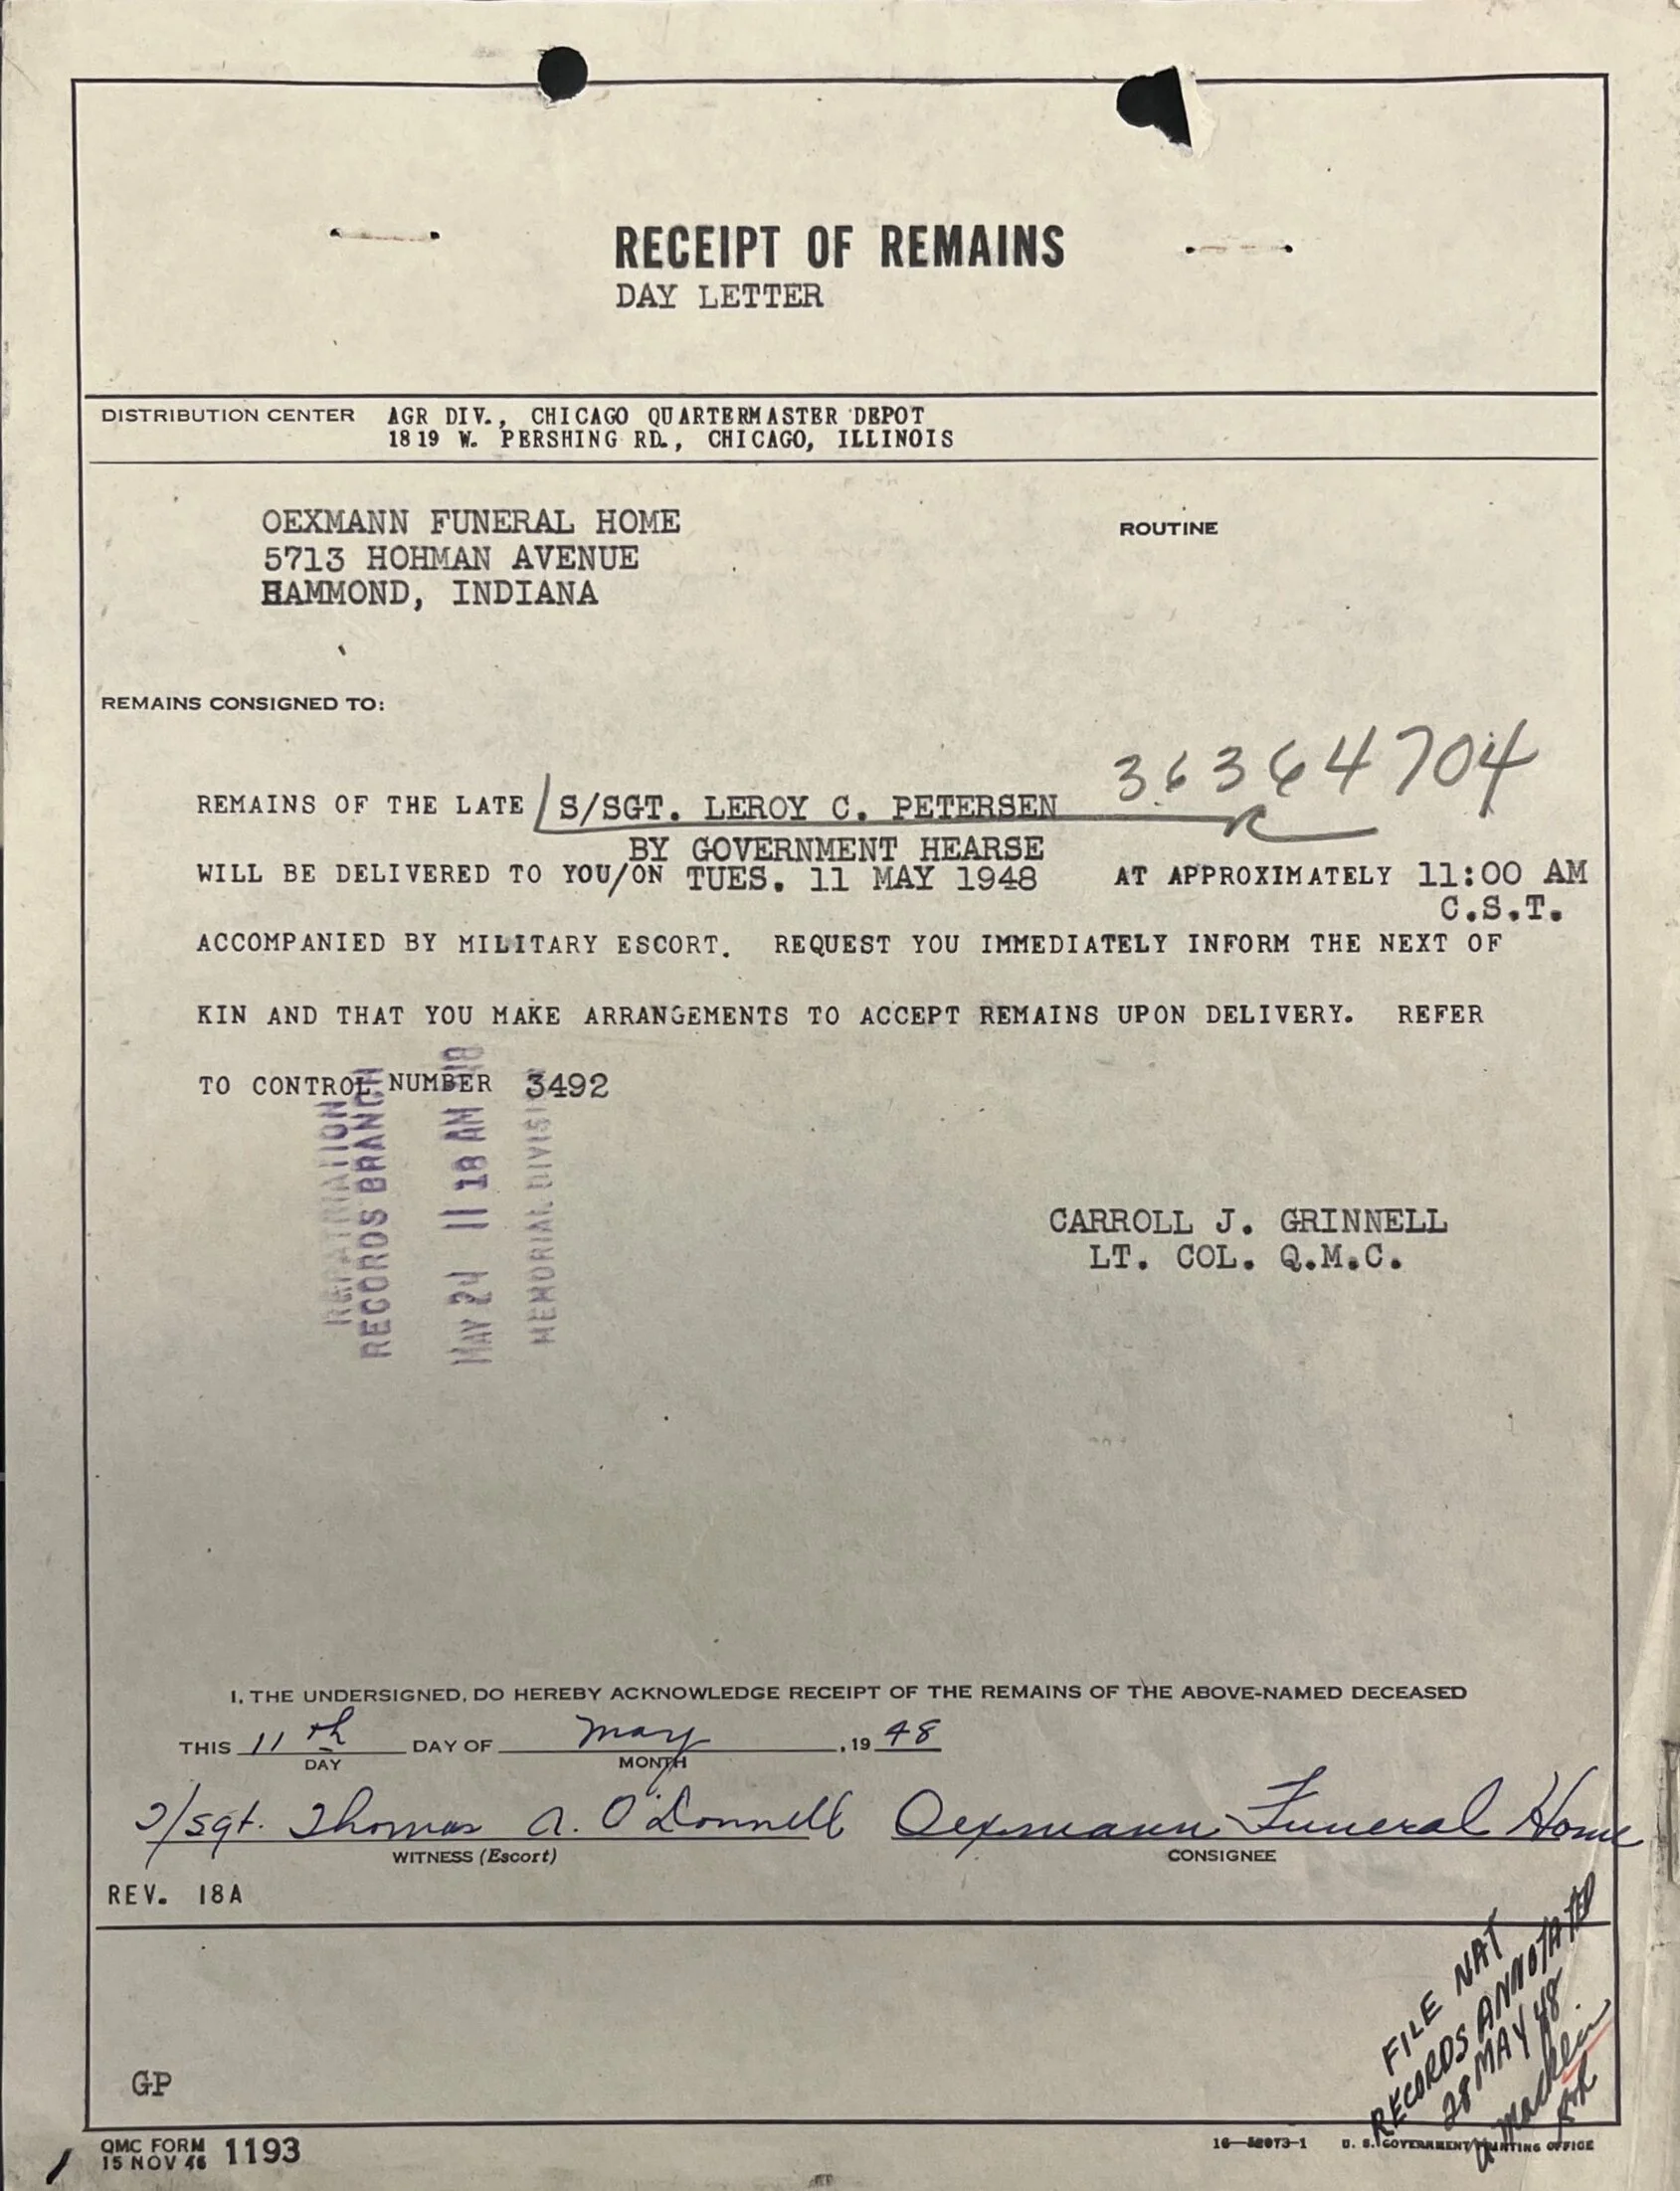 RECEIPT OF REMAINS
DAY LETTER
DISTRIBUTION CENTER AGR DIV., CHICAGO QUARTERMASTER DEPOT
1819 W. PERSHING RD., CHICAGO, ILLINOIS
OEXMANN FUNERAL HOME
5713 HOHMAN AVENUE
HAMMOND, INDIANA
ROUTINE
REMAINS CONSIGNED TO:
36364704
REMAINS OF THE LATE S/SGT. LEROY C. PETERSEN
BY GOVERNMENT HEARSE
WILL BE DELIVERED TO YOU/ON TUES. 11 MAY 1948 AT APPROXIMATELY 11:00 AM
C.S.T.
ACCOMPANIED BY MILITARY ESCORT. REQUEST YOU IMMEDIATELY INFORM THE NEXT OF
KIN AND THAT YOU MAKE ARRANGEMENTS TO ACCEPT REMAINS UPON DELIVERY. REFER
TO CONTROL NUMBER 3492
REPATRIATION
RECORDS BRANCH
MAY 24 11 18 AM
MEMORIAL DIVISI
CARROLL J. GRINNELL
LT. COL. Q.M.C.
I, THE UNDERSIGNED, DO HEREBY ACKNOWLEDGE RECEIPT OF THE REMAINS OF THE ABOVE-NAMED DECEASED
THIS 11th DAY OF May, 19 48
DAY MONTH
/Sgt. Thomas A. O'Donnell Oexmann Funeral Home
WITNESS (Escort) CONSIGNEE
REV. 18A
FILE NAT
RECORDS ANNOTATED
28 MAY 48
GP
QMC FORM 1193
15 NOV 46
16—52073-1 U. S. GOVERNMENT PRINTING OFFICE